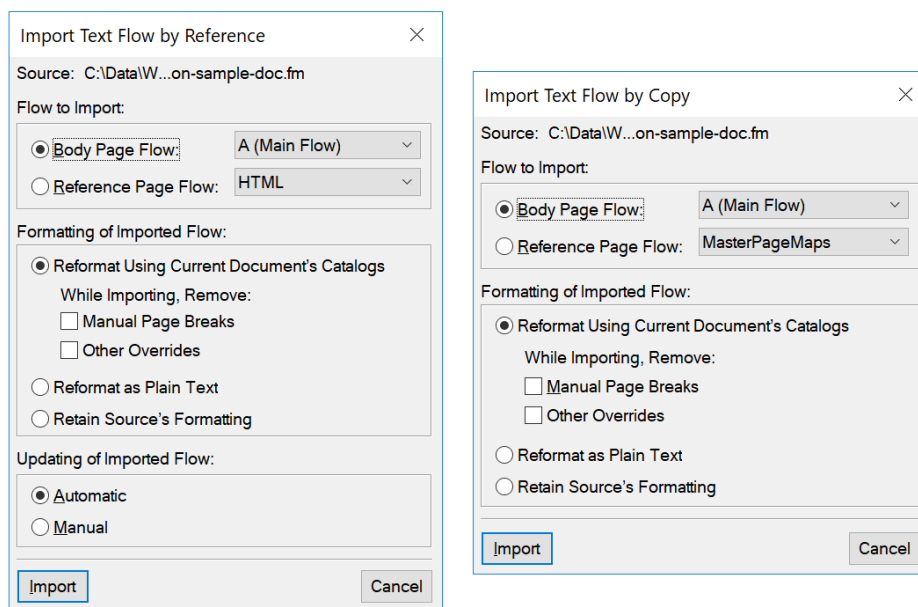 Import Text Flow by Reference
Source: C:\Data\W...on-sample-doc.fm
Flow to Import:
Body Page Flow: A (Main Flow)
Reference Page Flow: HTML
Formatting of Imported Flow:
Reformat Using Current Document's Catalogs
While Importing, Remove:
Manual Page Breaks
Other Overrides
Reformat as Plain Text
Retain Source's Formatting
Updating of Imported Flow:
Automatic
Manual
Import Cancel
Import Text Flow by Copy
Source: C:\Data\W...on-sample-doc.fm
Flow to Import:
Body Page Flow: A (Main Flow)
Reference Page Flow: MasterPageMaps
Formatting of Imported Flow:
Reformat Using Current Document's Catalogs
While Importing, Remove:
Manual Page Breaks
Other Overrides
Reformat as Plain Text
Retain Source's Formatting
Import Cancel